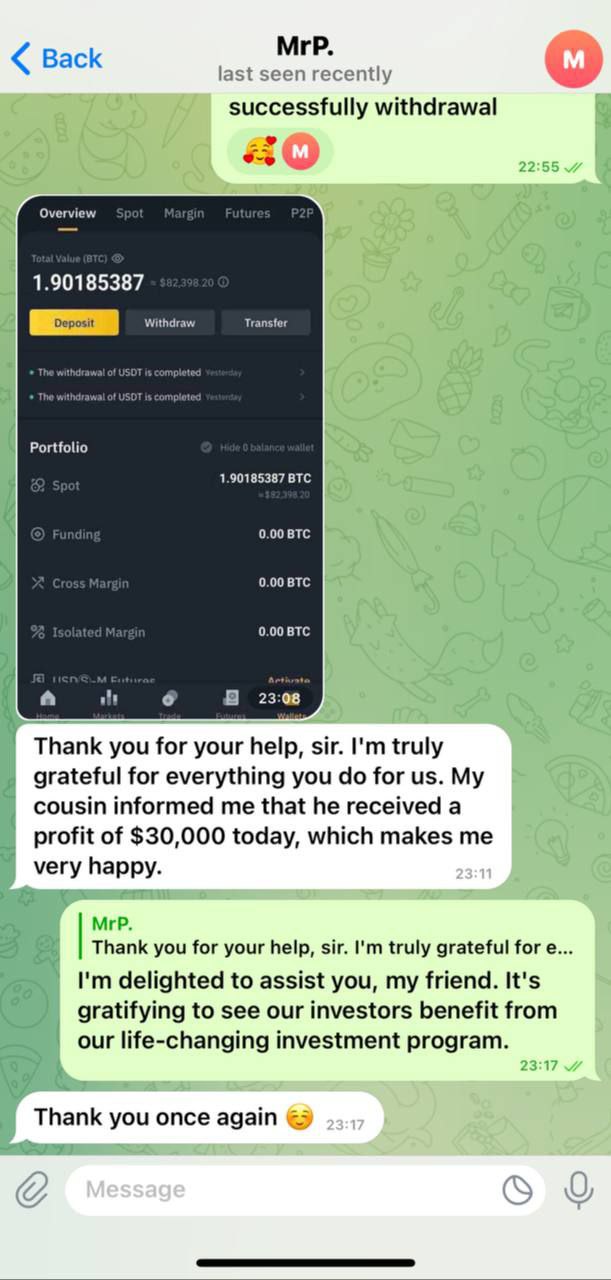 Back
MrP.
last seen recently
M
successfully withdrawal
M
22:55
Overview Spot Margin Futures P2P
Total Value (BTC)
1.90185387 ≈ $82,398.20
Deposit Withdraw Transfer
The withdrawal of USDT is completed Yesterday
The withdrawal of USDT is completed Yesterday
Portfolio
Hide 0 balance wallet
Spot 1.90185387 BTC
≈$82,398.20
Funding 0.00 BTC
Cross Margin 0.00 BTC
Isolated Margin 0.00 BTC
USDⓈ-M Futures Activate
23:08
Home Markets Trade Futures Wallets
Thank you for your help, sir. I'm truly
grateful for everything you do for us. My
cousin informed me that he received a
profit of $30,000 today, which makes me
very happy.
23:11
MrP.
Thank you for your help, sir. I'm truly grateful for e...
I'm delighted to assist you, my friend. It's
gratifying to see our investors benefit from
our life-changing investment program.
23:17
Thank you once again ☺️ 23:17
Message